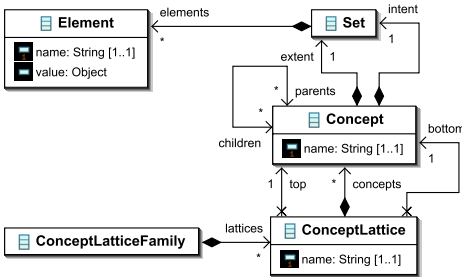 Element
name: String [1..1]
value: Object
elements
*
Set
intent
1
extent
1
*
parents
*
children
Concept
name: String [1..1]
bottom
1
1
top
*
concepts
ConceptLatticeFamily
lattices
*
ConceptLattice
name: String [1..1]